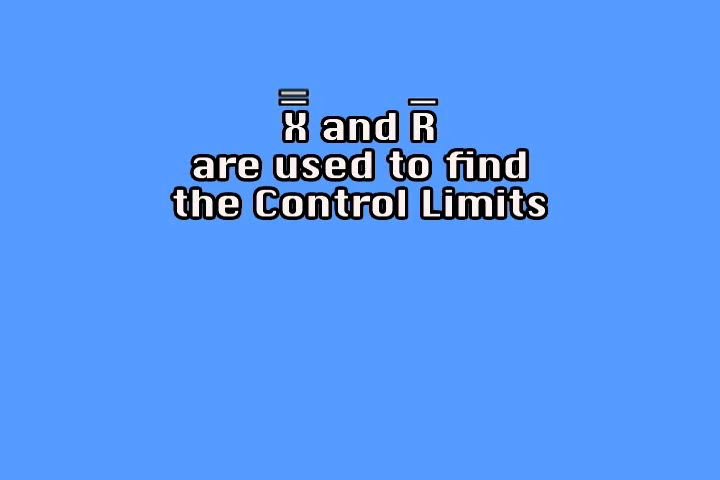 X̿ and R̅
are used to find
the Control Limits